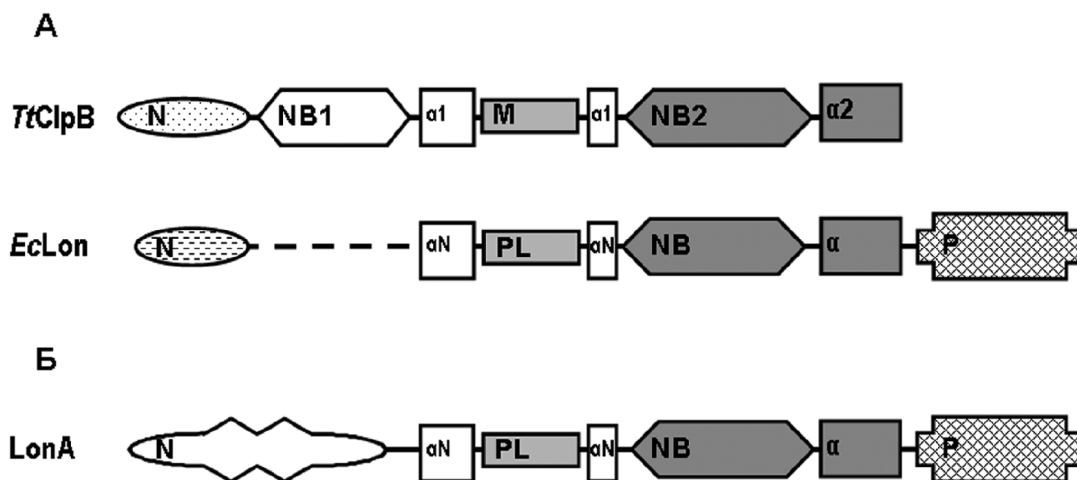 А
TtClpB N NB1 α1 M α1 NB2 α2
EcLon N αN PL αN NB α P
Б
LonA N αN PL αN NB α P